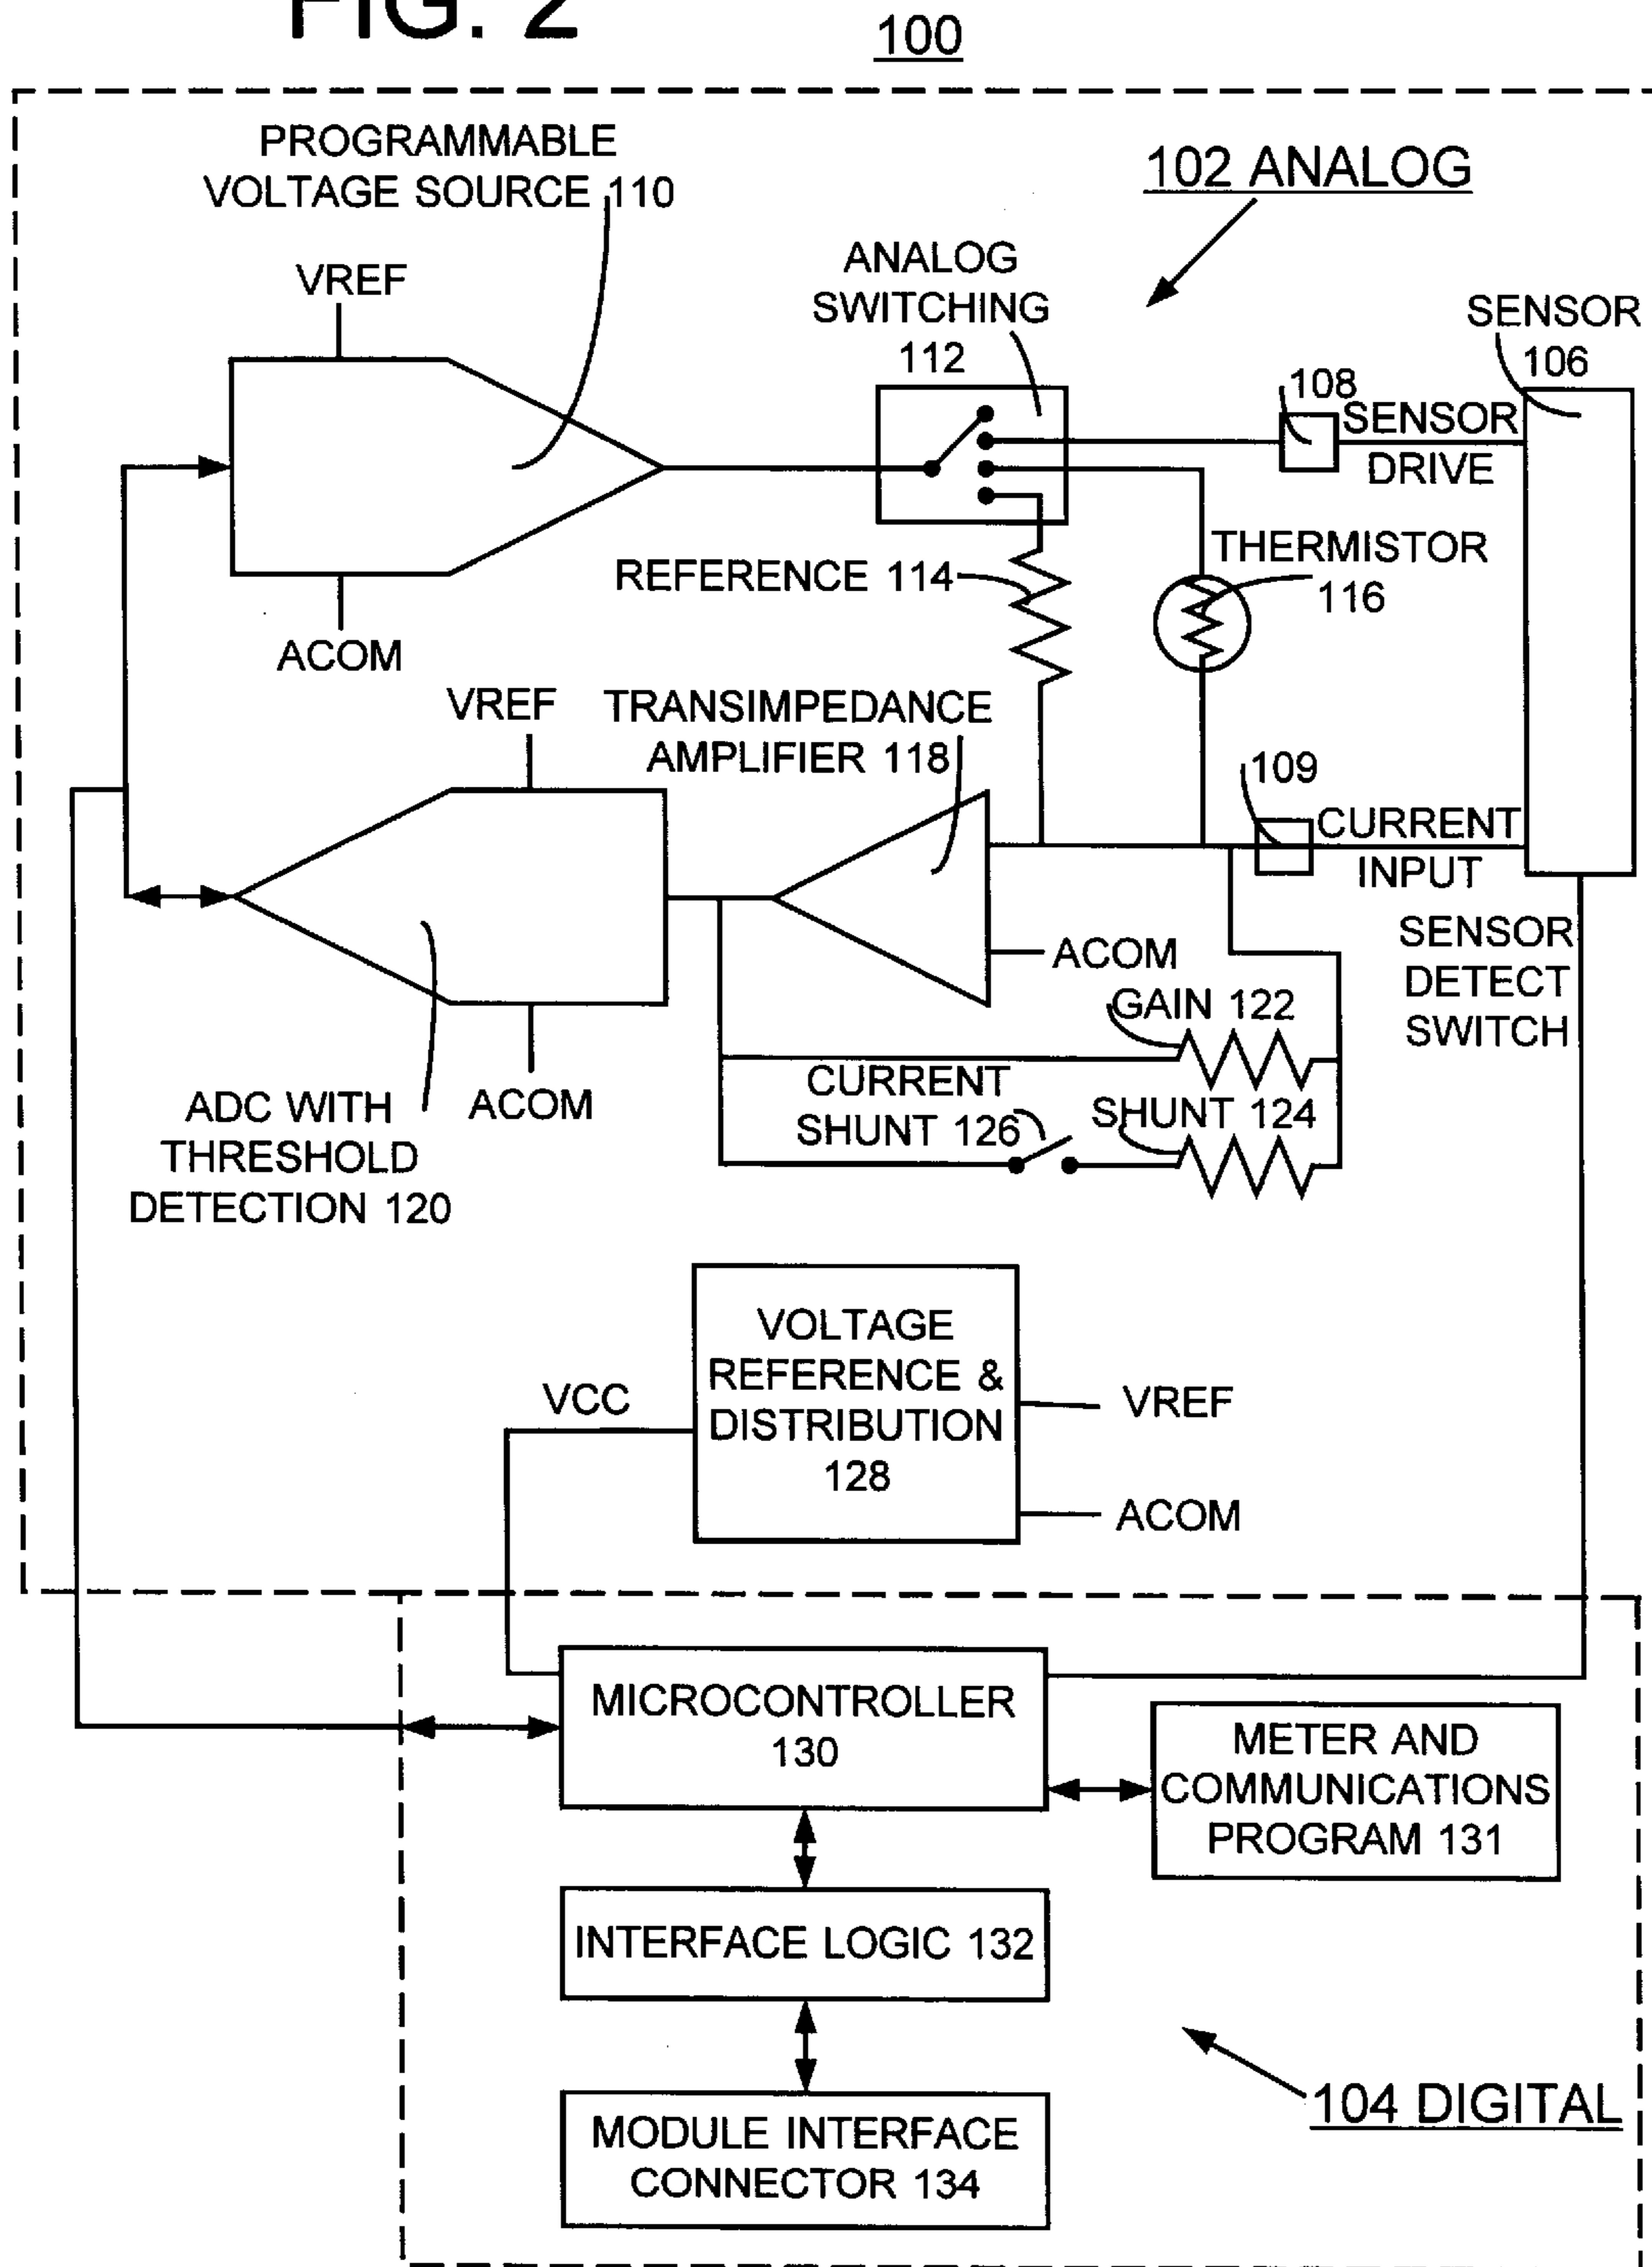 FIG. 2
100
PROGRAMMABLE
VOLTAGE SOURCE 110
102 ANALOG
VREF
ANALOG
SWITCHING
112
SENSOR
106
108
SENSOR
DRIVE
ACOM
REFERENCE 114
THERMISTOR
116
VREF
TRANSIMPEDANCE
AMPLIFIER 118
109
CURRENT
INPUT
ACOM
SENSOR
DETECT
SWITCH
GAIN 122
CURRENT
SHUNT 126
SHUNT 124
ADC WITH
THRESHOLD
DETECTION 120
ACOM
VOLTAGE
REFERENCE &
DISTRIBUTION
128
VCC
VREF
ACOM
MICROCONTROLLER
130
METER AND
COMMUNICATIONS
PROGRAM 131
INTERFACE LOGIC 132
104 DIGITAL
MODULE INTERFACE
CONNECTOR 134